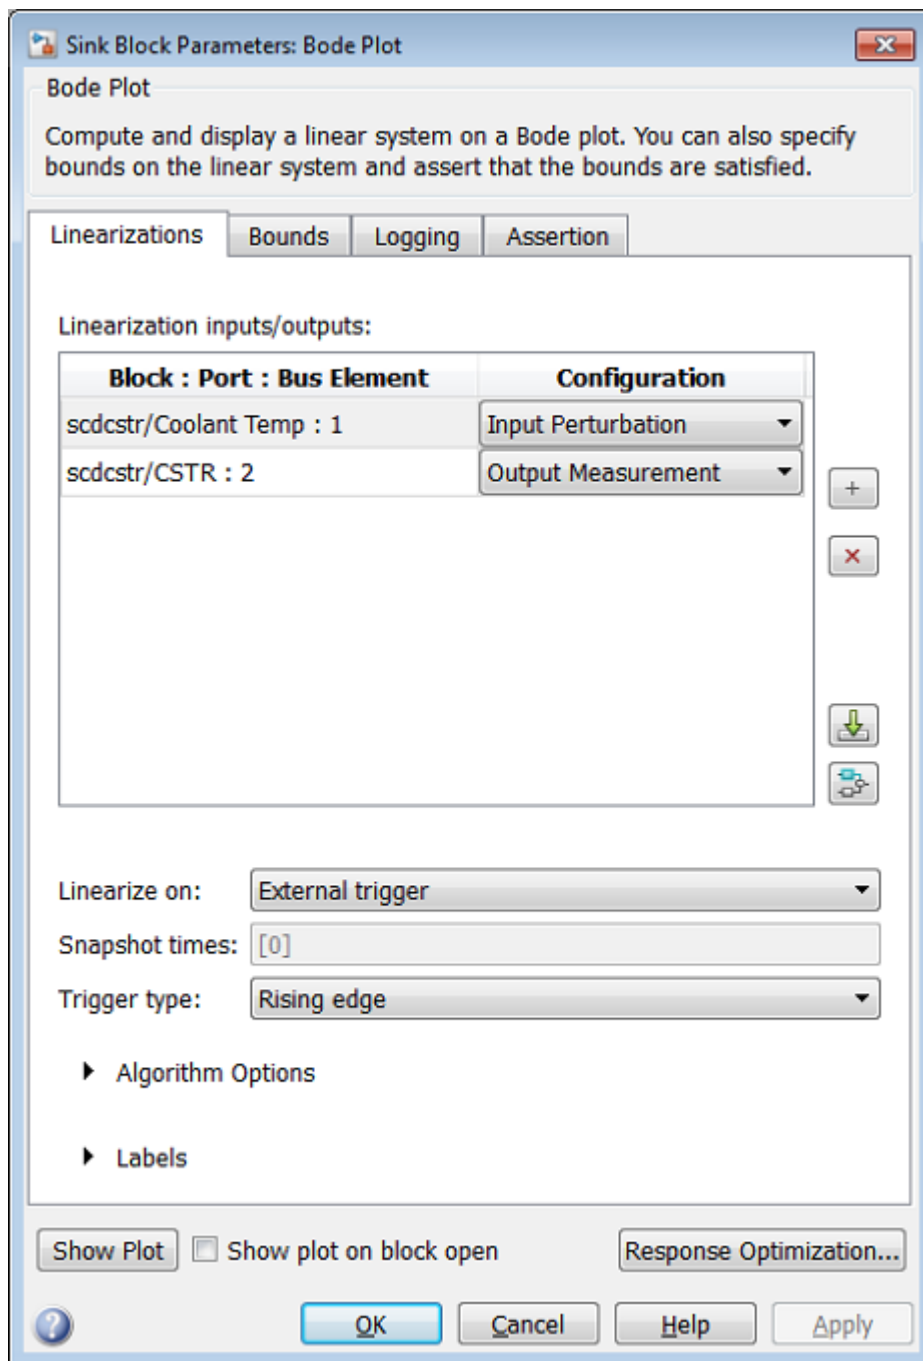 Sink Block Parameters: Bode Plot
Bode Plot
Compute and display a linear system on a Bode plot. You can also specify
bounds on the linear system and assert that the bounds are satisfied.
Linearizations Bounds Logging Assertion
Linearization inputs/outputs:
Block : Port : Bus Element Configuration
scdcstr/Coolant Temp : 1 Input Perturbation
scdcstr/CSTR : 2 Output Measurement
Linearize on: External trigger
Snapshot times: [0]
Trigger type: Rising edge
Algorithm Options
Labels
Show Plot Show plot on block open Response Optimization...
OK Cancel Help Apply